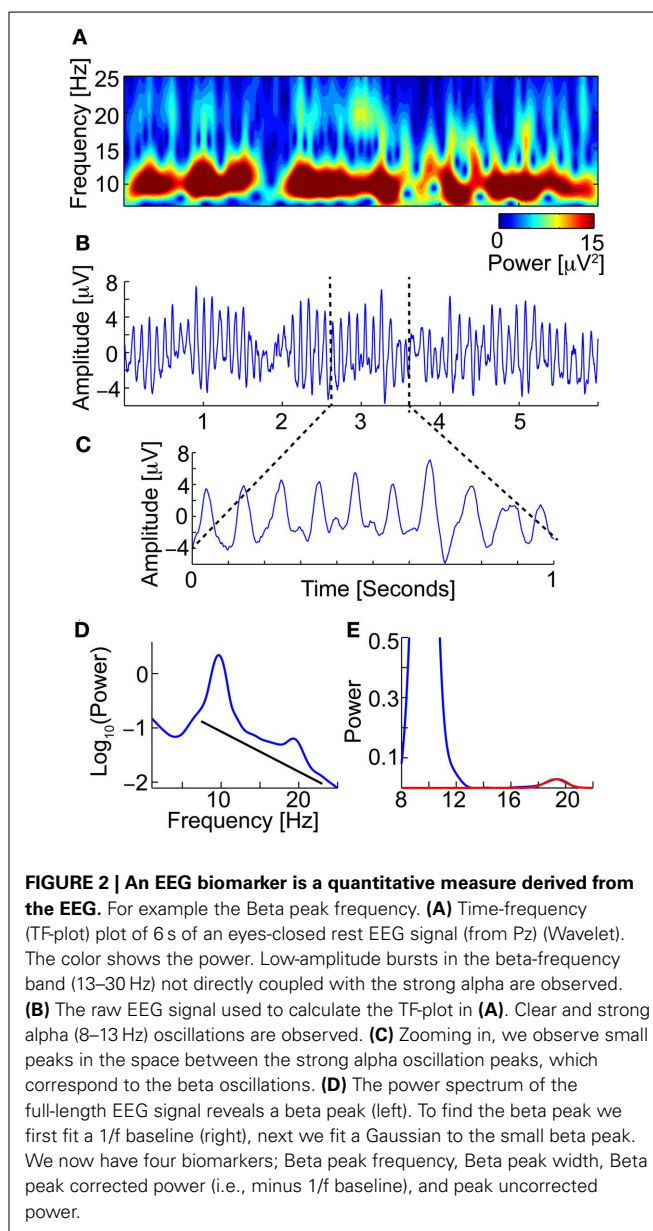 A
Frequency [Hz]
25
20
15
10
0
15
Power [µV²]
B
Amplitude [µV]
8
4
0
−4
1
2
3
4
5
C
Amplitude [µV]
8
4
0
−4
0
Time [Seconds]
1
D
Log10(Power)
0
−1
−2
10
20
Frequency [Hz]
E
Power
0.5
0.3
0.1
8
12
16
20
FIGURE 2 | An EEG biomarker is a quantitative measure derived from
the EEG. For example the Beta peak frequency. (A) Time-frequency
(TF-plot) plot of 6 s of an eyes-closed rest EEG signal (from Pz) (Wavelet).
The color shows the power. Low-amplitude bursts in the beta-frequency
band (13–30 Hz) not directly coupled with the strong alpha are observed.
(B) The raw EEG signal used to calculate the TF-plot in (A). Clear and strong
alpha (8–13 Hz) oscillations are observed. (C) Zooming in, we observe small
peaks in the space between the strong alpha oscillation peaks, which
correspond to the beta oscillations. (D) The power spectrum of the
full-length EEG signal reveals a beta peak (left). To find the beta peak we
first fit a 1/f baseline (right), next we fit a Gaussian to the small beta peak.
We now have four biomarkers; Beta peak frequency, Beta peak width, Beta
peak corrected power (i.e., minus 1/f baseline), and peak uncorrected
power.